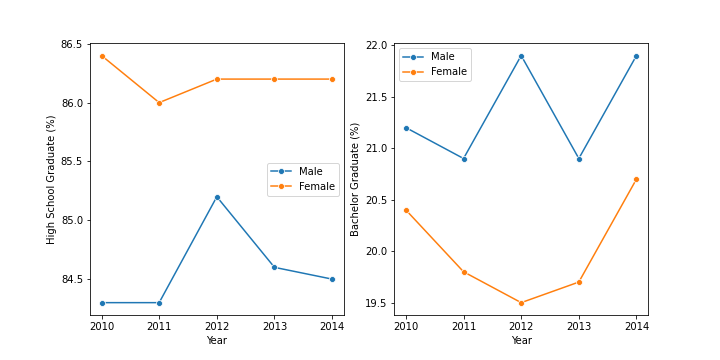 High School Graduate (%)
86.5
86.0
85.5
85.0
84.5
Male
Female
2010 2011 2012 2013 2014
Year
Bachelor Graduate (%)
22.0
21.5
21.0
20.5
20.0
19.5
Male
Female
2010 2011 2012 2013 2014
Year